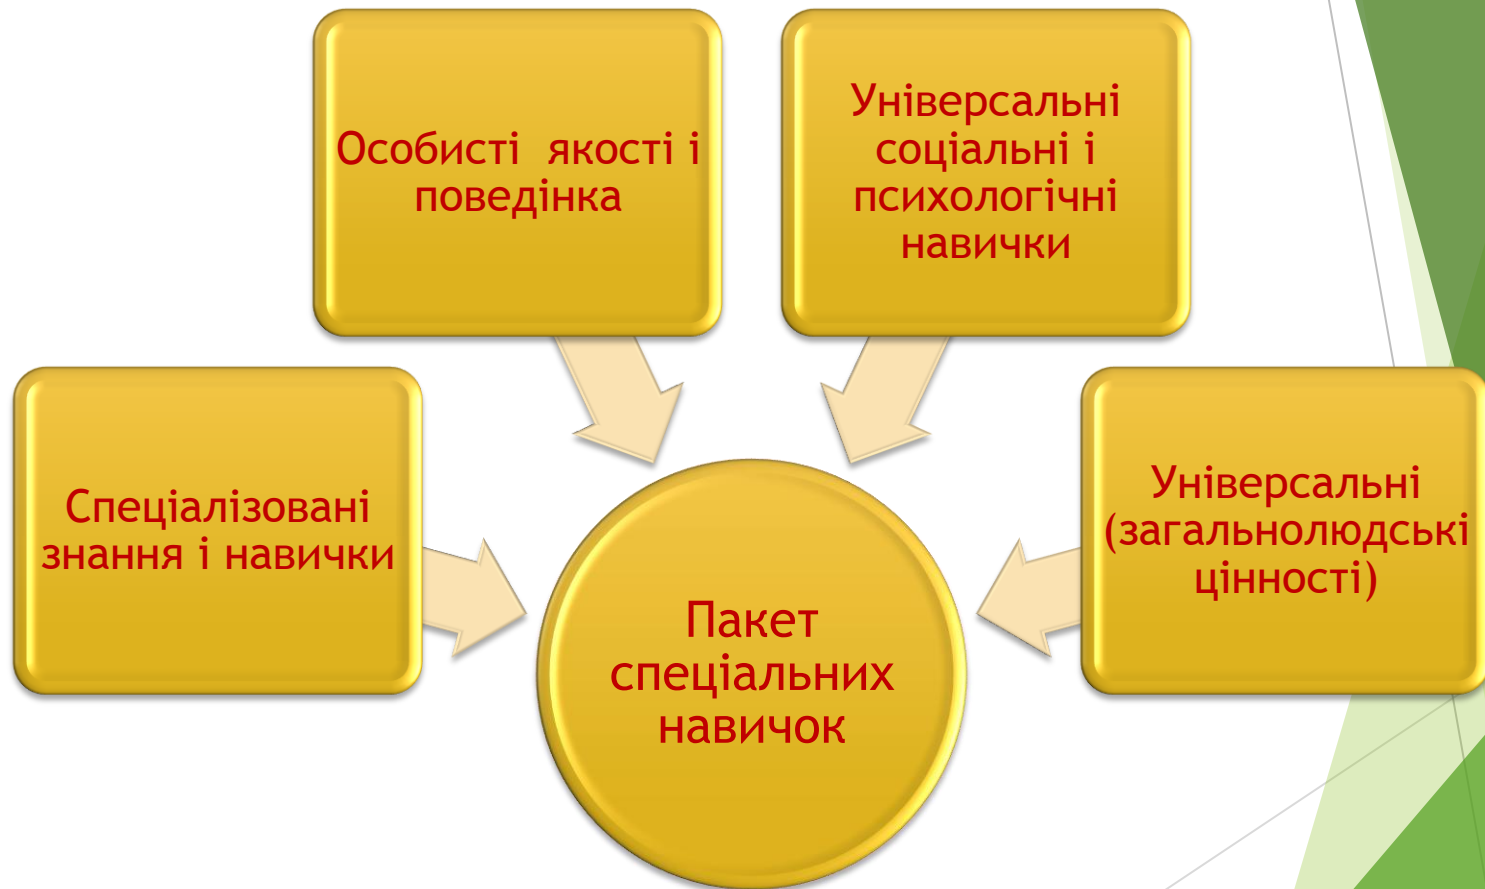 Особисті  якості і
поведінка
Універсальні
соціальні і
психологічні
навички
Спеціалізовані
знання і навички
Універсальні
(загальнолюдські
цінності)
Пакет
спеціальних
навичок